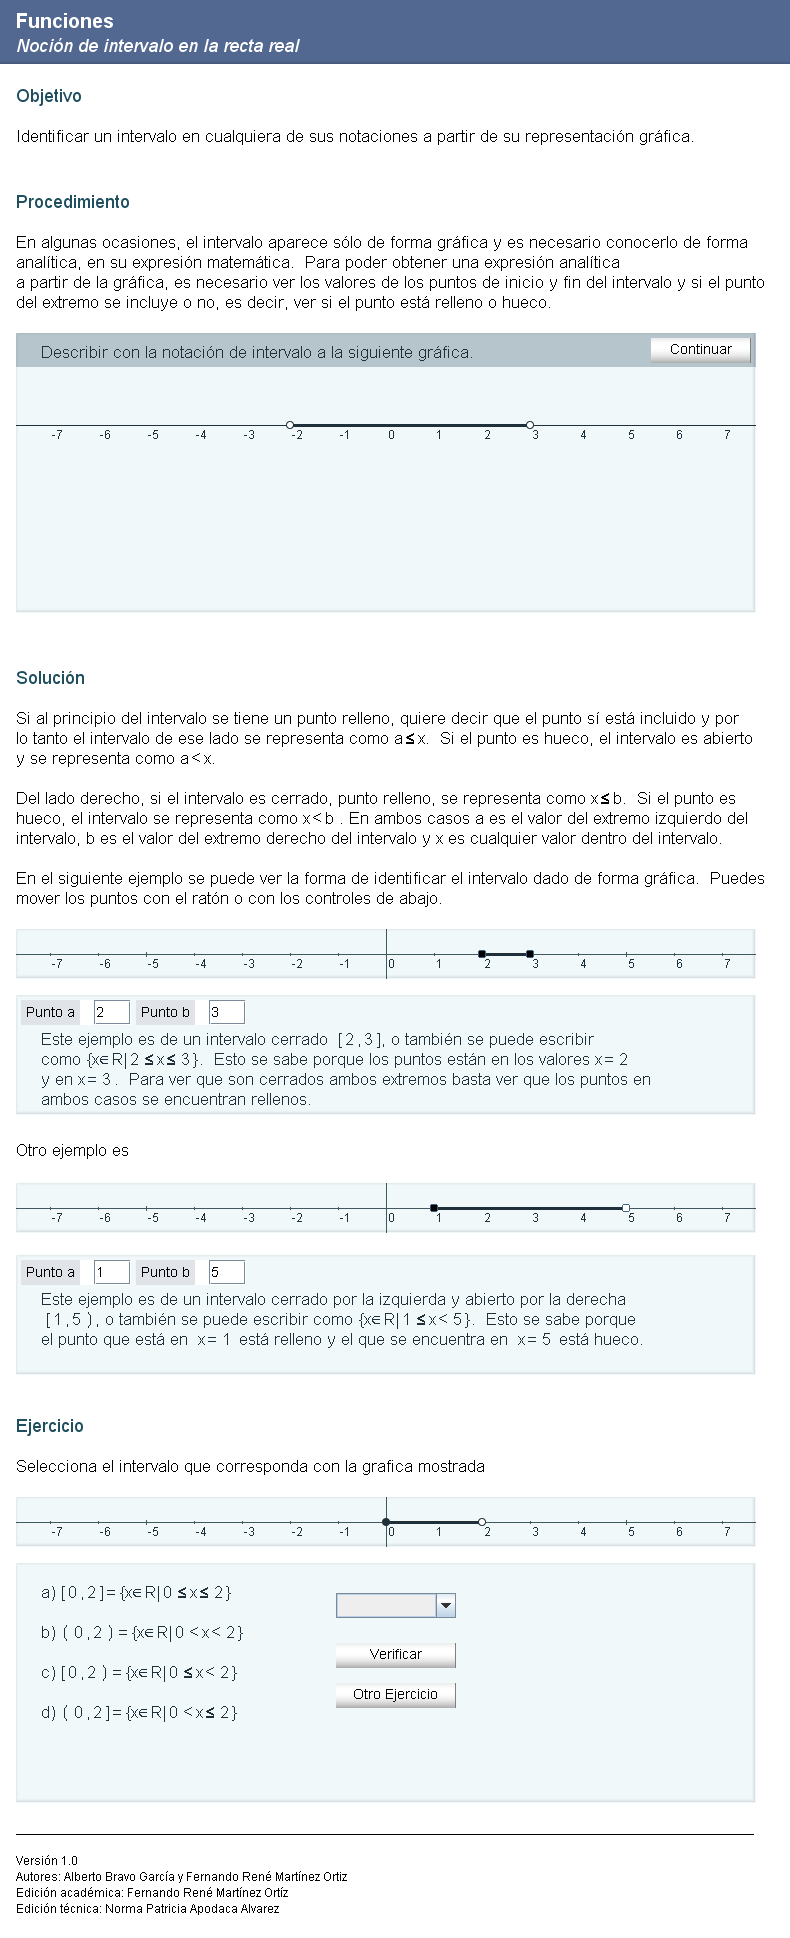 Funciones
Noción de intervalo en la recta real
Objetivo
Identificar un intervalo en cualquiera de sus notaciones a partir de su representación gráfica.
Procedimiento
En algunas ocasiones, el intervalo aparece sólo de forma gráfica y es necesario conocerlo de forma
analítica, en su expresión matemática.  Para poder obtener una expresión analítica
a partir de la gráfica, es necesario ver los valores de los puntos de inicio y fin del intervalo y si el punto
del extremo se incluye o no, es decir, ver si el punto está relleno o hueco.
Describir con la notación de intervalo a la siguiente gráfica. Continuar
-7 -6 -5 -4 -3 -2 -1 0 1 2 3 4 5 6 7
Solución
Si al principio del intervalo se tiene un punto relleno, quiere decir que el punto sí está incluido y por
lo tanto el intervalo de ese lado se representa como a≤x.  Si el punto es hueco, el intervalo es abierto
y se representa como a<x.
Del lado derecho, si el intervalo es cerrado, punto relleno, se representa como x≤b.  Si el punto es
hueco, el intervalo se representa como x<b . En ambos casos a es el valor del extremo izquierdo del
intervalo, b es el valor del extremo derecho del intervalo y x es cualquier valor dentro del intervalo.
En el siguiente ejemplo se puede ver la forma de identificar el intervalo dado de forma gráfica.  Puedes
mover los puntos con el ratón o con los controles de abajo.
-7 -6 -5 -4 -3 -2 -1 0 1 2 3 4 5 6 7
Punto a 2 Punto b 3
Este ejemplo es de un intervalo cerrado [2,3], o también se puede escribir
como {x∈R|2 ≤x≤ 3}.  Esto se sabe porque los puntos están en los valores x= 2
y en x= 3 .  Para ver que son cerrados ambos extremos basta ver que los puntos en
ambos casos se encuentran rellenos.
Otro ejemplo es
-7 -6 -5 -4 -3 -2 -1 0 1 2 3 4 5 6 7
Punto a 1 Punto b 5
Este ejemplo es de un intervalo cerrado por la izquierda y abierto por la derecha
[1,5 ), o también se puede escribir como {x∈R|1 ≤x< 5}.  Esto se sabe porque
el punto que está en x= 1 está relleno y el que se encuentra en x= 5 está hueco.
Ejercicio
Selecciona el intervalo que corresponda con la grafica mostrada
-7 -6 -5 -4 -3 -2 -1 0 1 2 3 4 5 6 7
a) [0,2]= {x∈R|0 ≤x≤ 2}
b) ( 0,2 ) = {x∈R|0 <x< 2}
Verificar
c) [0,2 ) = {x∈R|0 ≤x< 2}
Otro Ejercicio
d) ( 0,2]= {x∈R|0 <x≤ 2}
Versión 1.0
Autores: Alberto Bravo García y Fernando René Martínez Ortiz
Edición académica: Fernando René Martínez Ortíz
Edición técnica: Norma Patricia Apodaca Alvarez